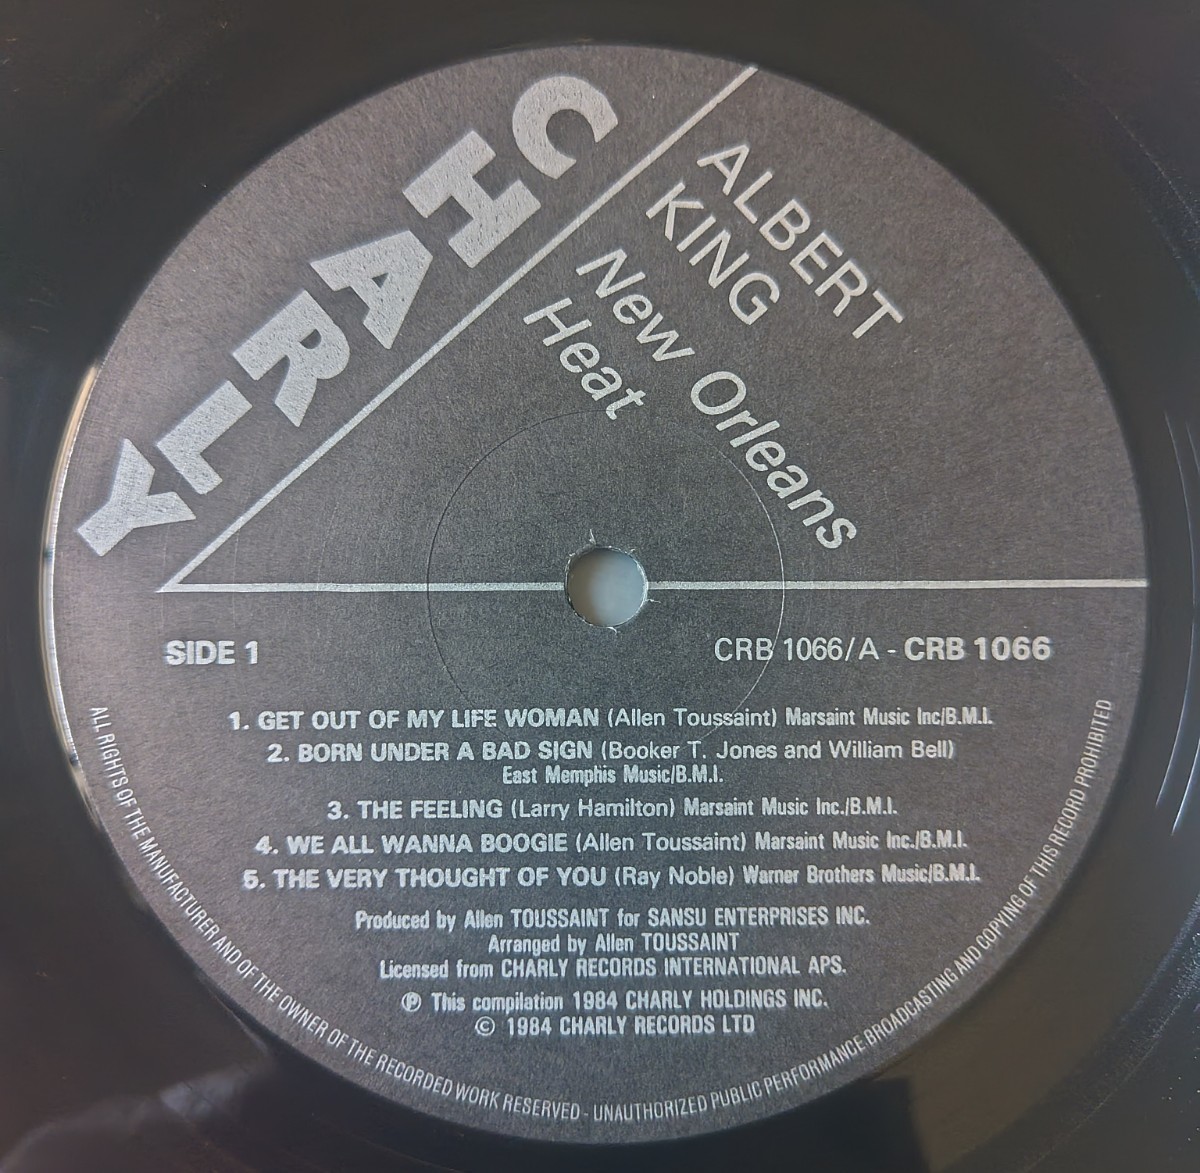 CHARLY
ALBERT
KING
New Orleans
Heat
SIDE 1
CRB 1066/A - CRB 1066
1. GET OUT OF MY LIFE WOMAN (Allen Toussaint) Marsaint Music Inc/B.M.I.
2. BORN UNDER A BAD SIGN (Booker T. Jones and William Bell)
East Memphis Music/B.M.I.
3. THE FEELING (Larry Hamilton) Marsaint Music Inc./B.M.I.
4. WE ALL WANNA BOOGIE (Allen Toussaint) Marsaint Music Inc./B.M.I.
5. THE VERY THOUGHT OF YOU (Ray Noble) Warner Brothers Music/B.M.I.
Produced by Allen TOUSSAINT for SANSU ENTERPRISES INC.
Arranged by Allen TOUSSAINT
Licensed from CHARLY RECORDS INTERNATIONAL APS.
℗ This compilation 1984 CHARLY HOLDINGS INC.
© 1984 CHARLY RECORDS LTD
ALL RIGHTS OF THE MANUFACTURER AND OF THE OWNER OF THE RECORDED WORK RESERVED - UNAUTHORIZED PUBLIC PERFORMANCE BROADCASTING AND COPYING OF THIS RECORD PROHIBITED